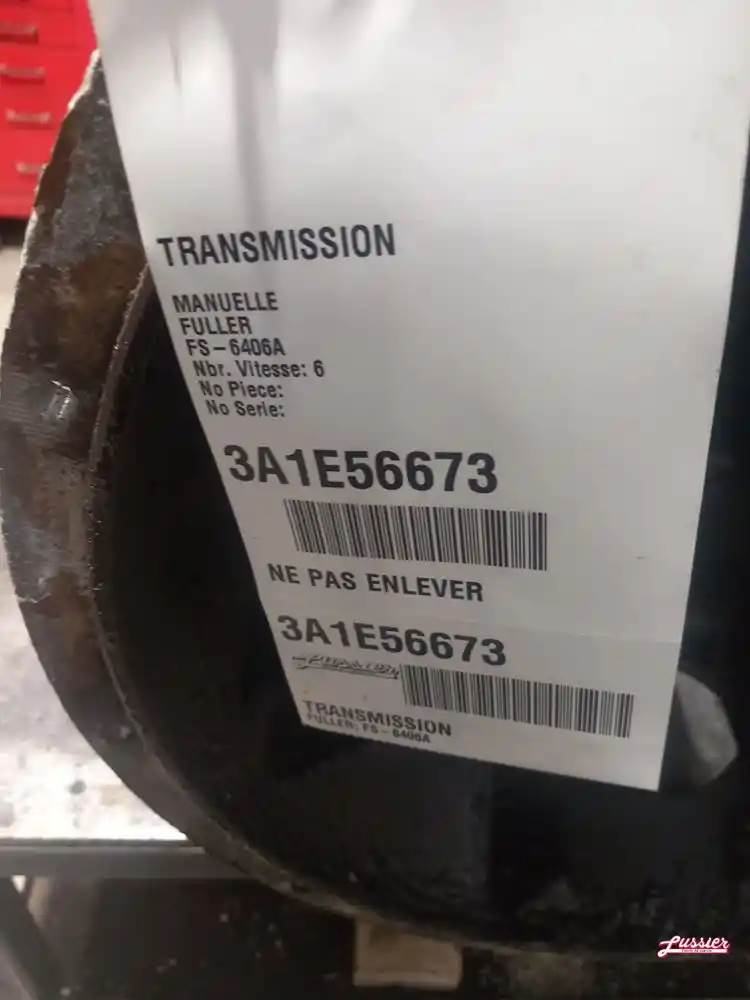 TRANSMISSION
MANUELLE
FULLER
FS-6406A
Nbr. Vitesse: 6
No Piece:
No Serie:
3A1E56673
NE PAS ENLEVER
3A1E56673
TRANSMISSION
FULLER: FS-6406A
Lussier